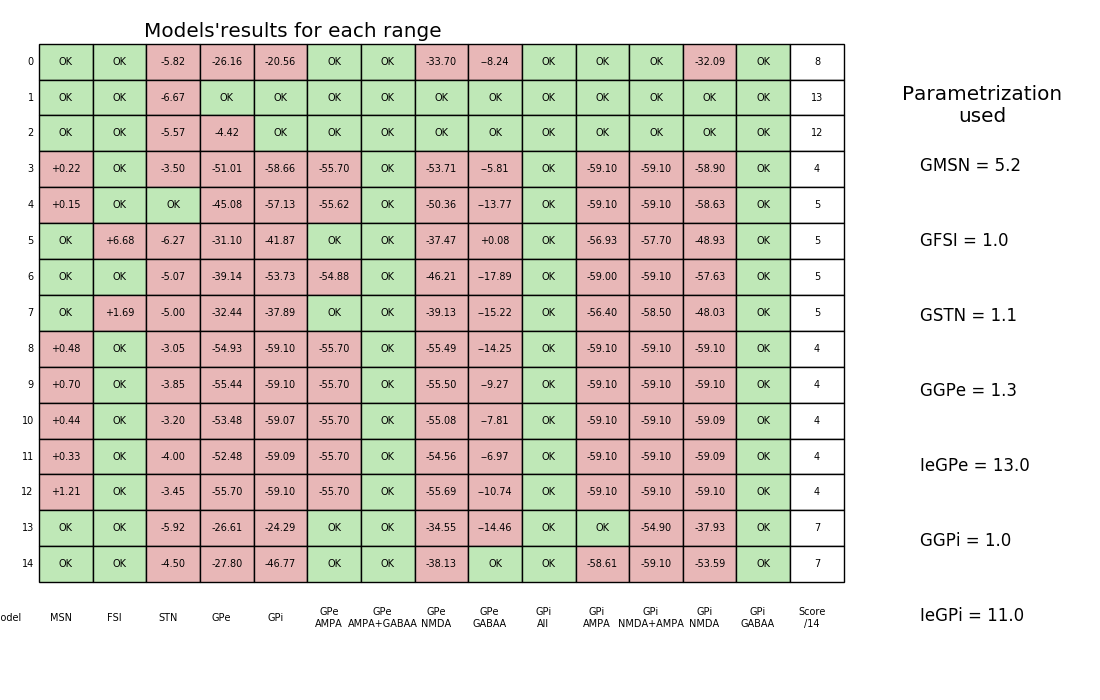 Models'results for each range
0 OK OK -5.82 -26.16 -20.56 OK OK -33.70 --8.24 OK OK OK -32.09 OK 8
1 OK OK -6.67 OK OK OK OK OK OK OK OK OK OK OK 13
2 OK OK -5.57 -4.42 OK OK OK OK OK OK OK OK OK OK 12
3 +0.22 OK -3.50 -51.01 -58.66 -55.70 OK -53.71 --5.81 OK -59.10 -59.10 -58.90 OK 4
4 +0.15 OK OK -45.08 -57.13 -55.62 OK -50.36 --13.77 OK -59.10 -59.10 -58.63 OK 5
5 OK +6.68 -6.27 -31.10 -41.87 OK OK -37.47 +0.08 OK -56.93 -57.70 -48.93 OK 5
6 OK OK -5.07 -39.14 -53.73 -54.88 OK -46.21 --17.89 OK -59.00 -59.10 -57.63 OK 5
7 OK +1.69 -5.00 -32.44 -37.89 OK OK -39.13 --15.22 OK -56.40 -58.50 -48.03 OK 5
8 +0.48 OK -3.05 -54.93 -59.10 -55.70 OK -55.49 --14.25 OK -59.10 -59.10 -59.10 OK 4
9 +0.70 OK -3.85 -55.44 -59.10 -55.70 OK -55.50 --9.27 OK -59.10 -59.10 -59.10 OK 4
10 +0.44 OK -3.20 -53.48 -59.07 -55.70 OK -55.08 --7.81 OK -59.10 -59.10 -59.09 OK 4
11 +0.33 OK -4.00 -52.48 -59.09 -55.70 OK -54.56 --6.97 OK -59.10 -59.10 -59.09 OK 4
12 +1.21 OK -3.45 -55.70 -59.10 -55.70 OK -55.69 --10.74 OK -59.10 -59.10 -59.10 OK 4
13 OK OK -5.92 -26.61 -24.29 OK OK -34.55 --14.46 OK OK -54.90 -37.93 OK 7
14 OK OK -4.50 -27.80 -46.77 OK OK -38.13 OK OK -58.61 -59.10 -53.59 OK 7
GPe GPe GPe GPe GPi GPi GPi GPi GPi Score
odel MSN FSI STN GPe GPi
AMPA AMPA+GABAA NMDA GABAA All AMPA NMDA+AMPA NMDA GABAA /14
Parametrization
used
GMSN = 5.2
GFSI = 1.0
GSTN = 1.1
GGPe = 1.3
IeGPe = 13.0
GGPi = 1.0
IeGPi = 11.0